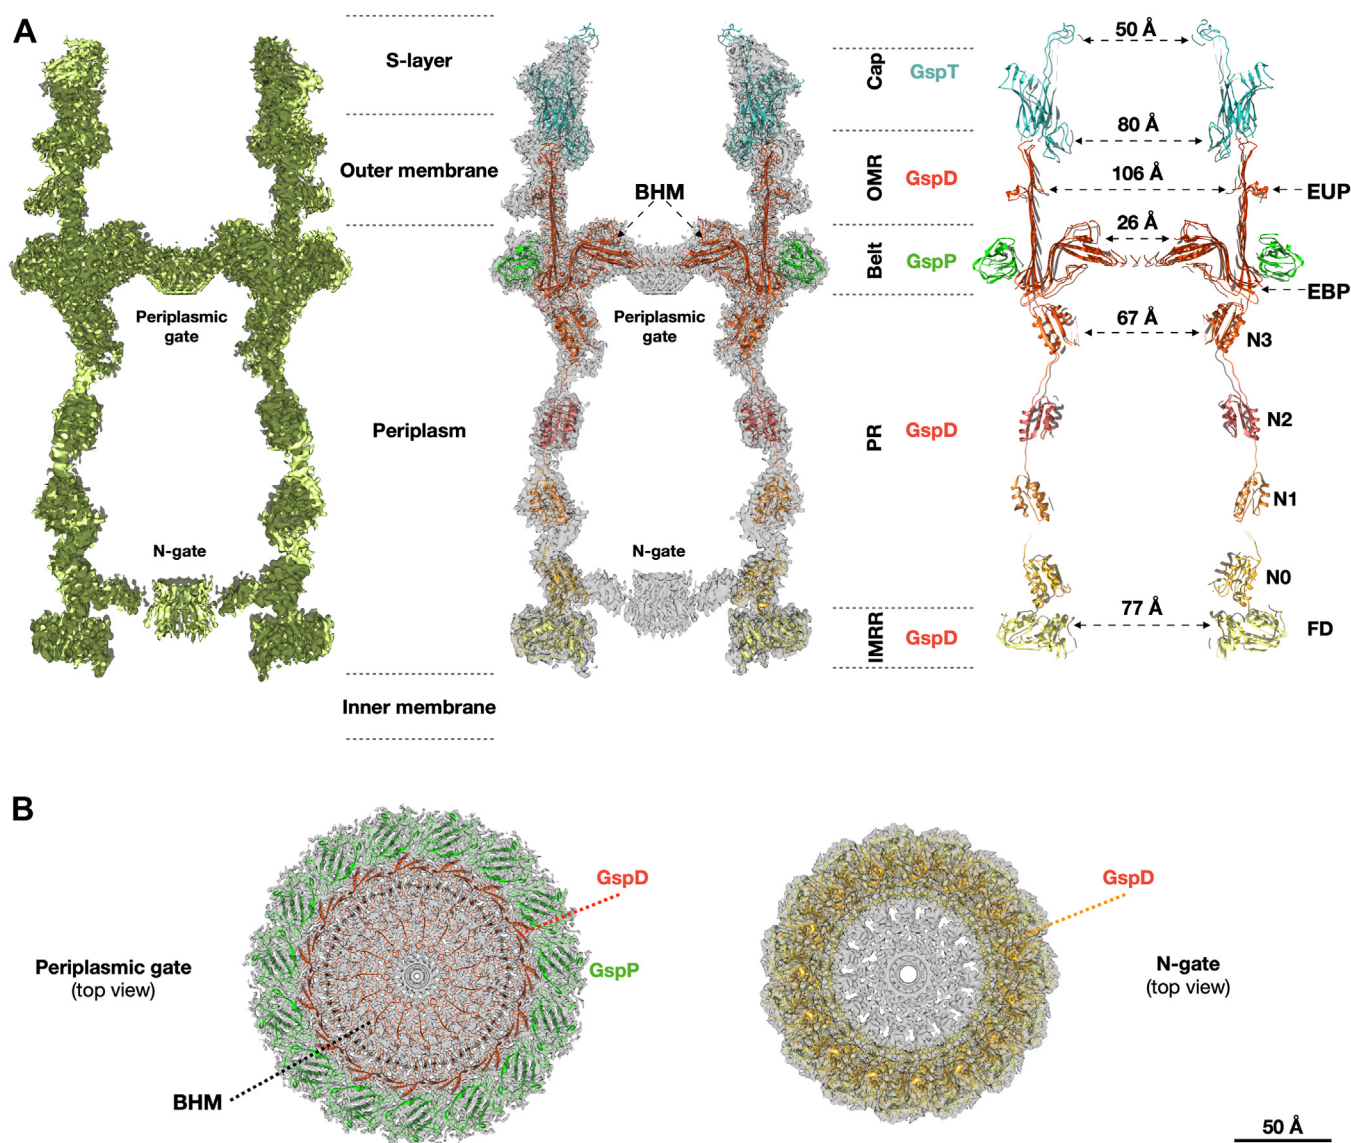 A
S-layer
Outer membrane
Periplasmic
gate
Periplasm
N-gate
Inner membrane
BHM
Periplasmic
gate
N-gate
Cap
GspT
OMR
GspD
Belt
GspP
PR
GspD
IMRR
GspD
50 Å
80 Å
106 Å
EUP
26 Å
EBP
67 Å
N3
N2
N1
N0
77 Å
FD
B
Periplasmic gate
(top view)
GspD
GspP
BHM
GspD
N-gate
(top view)
50 Å